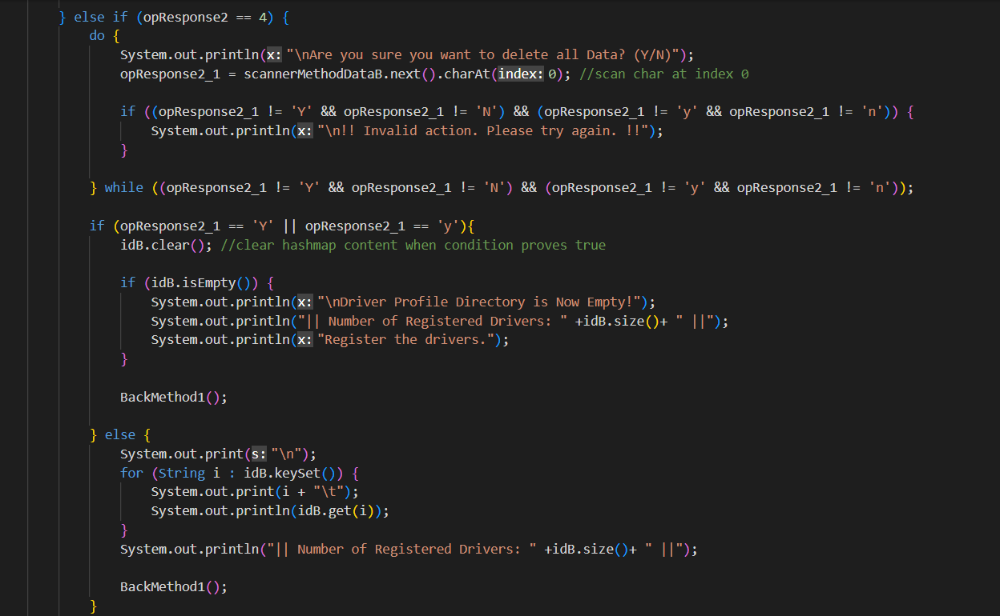 } else if (opResponse2 == 4) {
do {
System.out.println(x: "\nAre you sure you want to delete all Data? (Y/N)");
opResponse2_1 = scannerMethodDataB.next().charAt(index: 0); //scan char at index 0
if ((opResponse2_1 != 'Y' && opResponse2_1 != 'N') && (opResponse2_1 != 'y' && opResponse2_1 != 'n')) {
System.out.println(x: "\n!! Invalid action. Please try again. !!");
}
} while ((opResponse2_1 != 'Y' && opResponse2_1 != 'N') && (opResponse2_1 != 'y' && opResponse2_1 != 'n'));
if (opResponse2_1 == 'Y' || opResponse2_1 == 'y'){
idB.clear(); //clear hashmap content when condition proves true
if (idB.isEmpty()) {
System.out.println(x: "\nDriver Profile Directory is Now Empty!");
System.out.println("|| Number of Registered Drivers: " +idB.size()+ " ||");
System.out.println(x: "Register the drivers.");
}
BackMethod1();
} else {
System.out.print(s: "\n");
for (String i : idB.keySet()) {
System.out.print(i + "\t");
System.out.println(idB.get(i));
}
System.out.println("|| Number of Registered Drivers: " +idB.size()+ " ||");
BackMethod1();
}